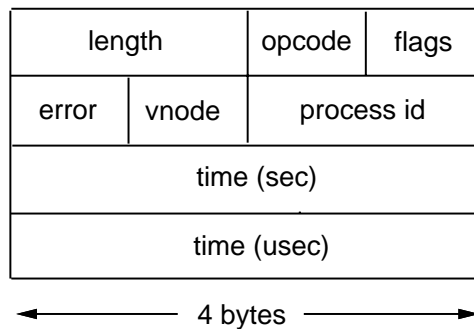 length opcode flags
error vnode process id
time (sec)
time (usec)
4 bytes